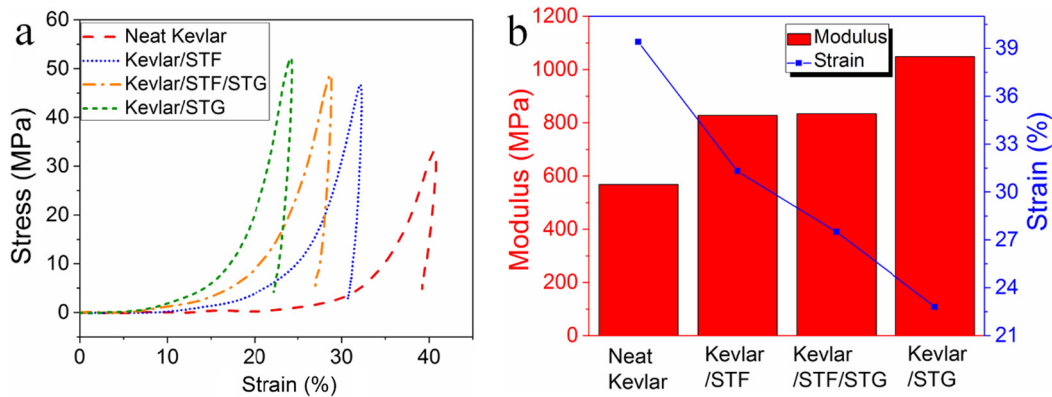 a
Stress (MPa)
60
50
40
30
20
10
0
Neat Kevlar
Kevlar/STF
Kevlar/STF/STG
Kevlar/STG
0 10 20 30 40
Strain (%)
b
Modulus (MPa)
1200
1000
800
600
400
200
0
Modulus
Strain
39
36
33
30
27
24
21
Strain (%)
Neat Kevlar Kevlar Kevlar
Kevlar /STF /STF/STG /STG